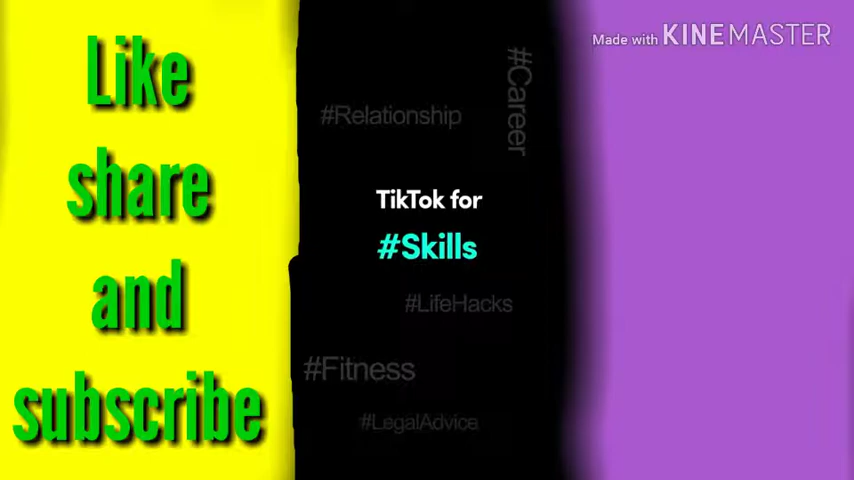 Like
share
and
subscribe
Made with KINEMASTER
#Career
#Relationship
TikTok for
#Skills
#LifeHacks
#Fitness
#LegalAdvice